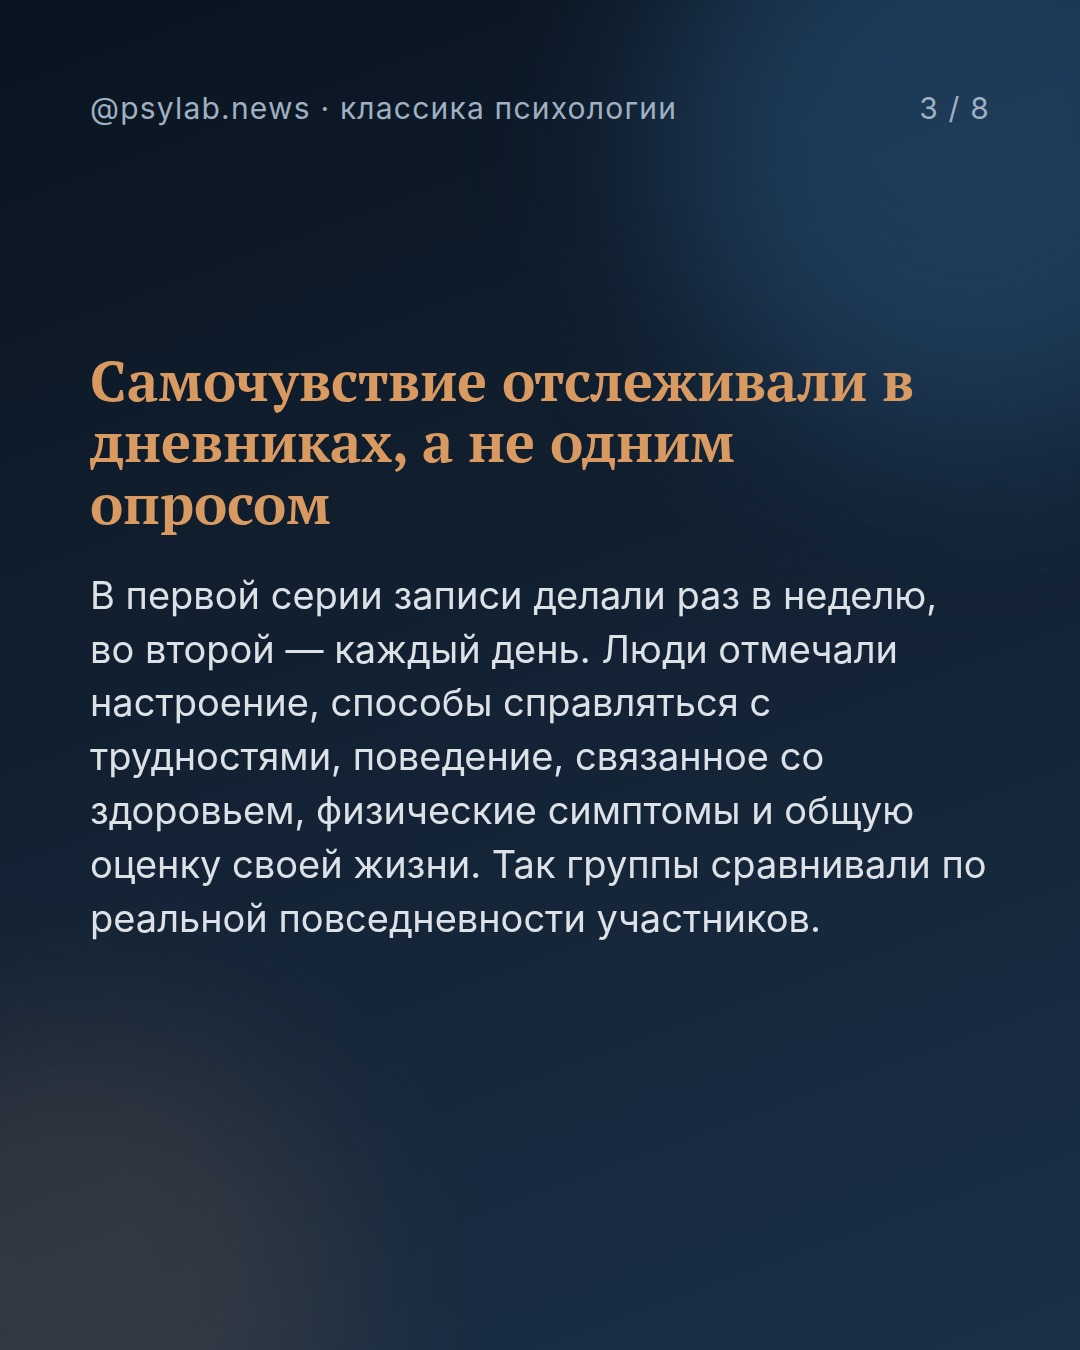 @psylab.news · классика психологии
3 / 8
Самочувствие отслеживали в
дневниках, а не одним
опросом
В первой серии записи делали раз в неделю,
во второй — каждый день. Люди отмечали
настроение, способы справляться с
трудностями, поведение, связанное со
здоровьем, физические симптомы и общую
оценку своей жизни. Так группы сравнивали по
реальной повседневности участников.